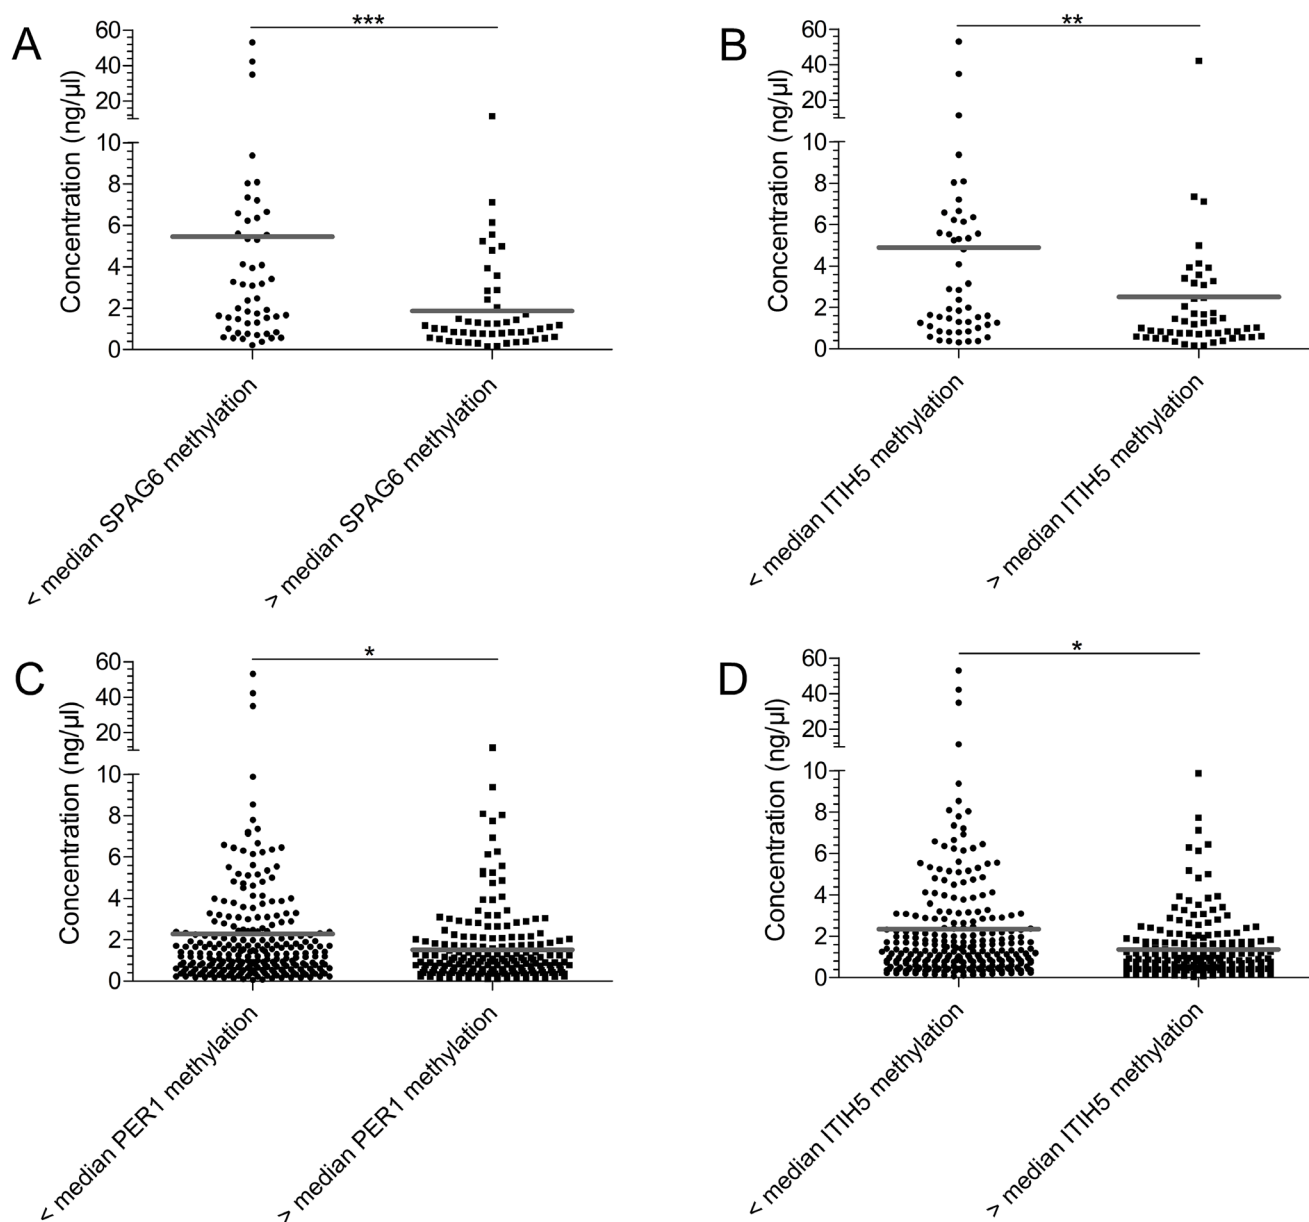 A
***
Concentration (ng/µl)
60
40
20
10
8
6
4
2
0
< median SPAG6 methylation
> median SPAG6 methylation
B
**
Concentration (ng/µl)
60
40
20
10
8
6
4
2
0
< median ITIH5 methylation
> median ITIH5 methylation
C
*
Concentration (ng/µl)
60
40
20
10
8
6
4
2
0
< median PER1 methylation
> median PER1 methylation
D
*
Concentration (ng/µl)
60
40
20
10
8
6
4
2
0
< median ITIH5 methylation
> median ITIH5 methylation